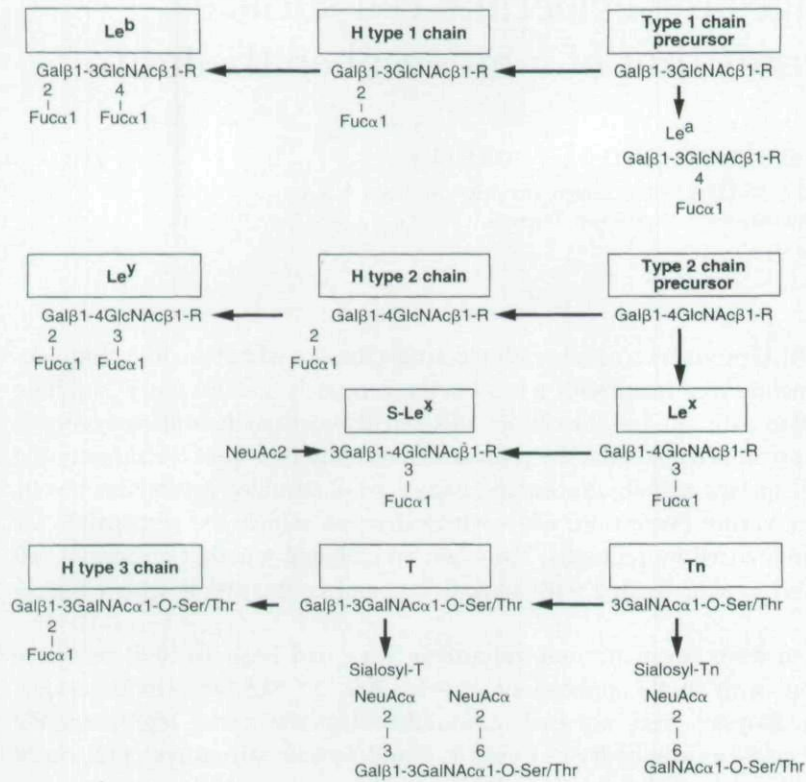 Le^b
H type 1 chain
Type 1 chain
precursor
Galβ1-3GlcNAcβ1-R
Galβ1-3GlcNAcβ1-R
Galβ1-3GlcNAcβ1-R
2 4
Fucα1 Fucα1
2
Fucα1
Le^a
Galβ1-3GlcNAcβ1-R
4
Fucα1
Le^y
H type 2 chain
Type 2 chain
precursor
Galβ1-4GlcNAcβ1-R
Galβ1-4GlcNAcβ1-R
Galβ1-4GlcNAcβ1-R
2 3
Fucα1 Fucα1
2
Fucα1
S-Le^x
Le^x
NeuAc2
3Galβ1-4GlcNAcβ1-R
Galβ1-4GlcNAcβ1-R
3
Fucα1
3
Fucα1
H type 3 chain
T
Tn
Galβ1-3GalNAcα1-O-Ser/Thr
Galβ1-3GalNAcα1-O-Ser/Thr
3GalNAcα1-O-Ser/Thr
2
Fucα1
Sialosyl-T
NeuAcα NeuAcα
2 2
3 6
Galβ1-3GalNAcα1-O-Ser/Thr
Sialosyl-Tn
NeuAcα
2
6
GalNAcα1-O-Ser/Thr